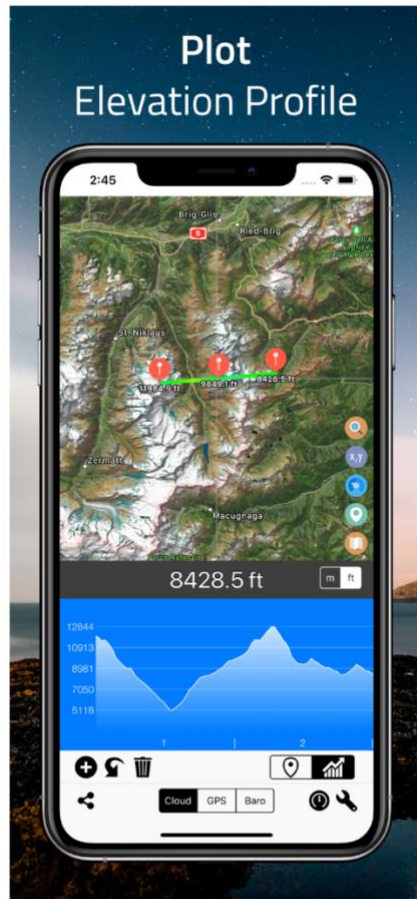 Plot
Elevation Profile
2:45
Brig-Glis
Ried-Brig
9
St. Niklaus
9849.1 ft
8428.5 ft
x,y
Zermatt
Macugnaga
8428.5 ft
m ft
12844
10913
8981
7050
5118
1 2
Cloud GPS Baro